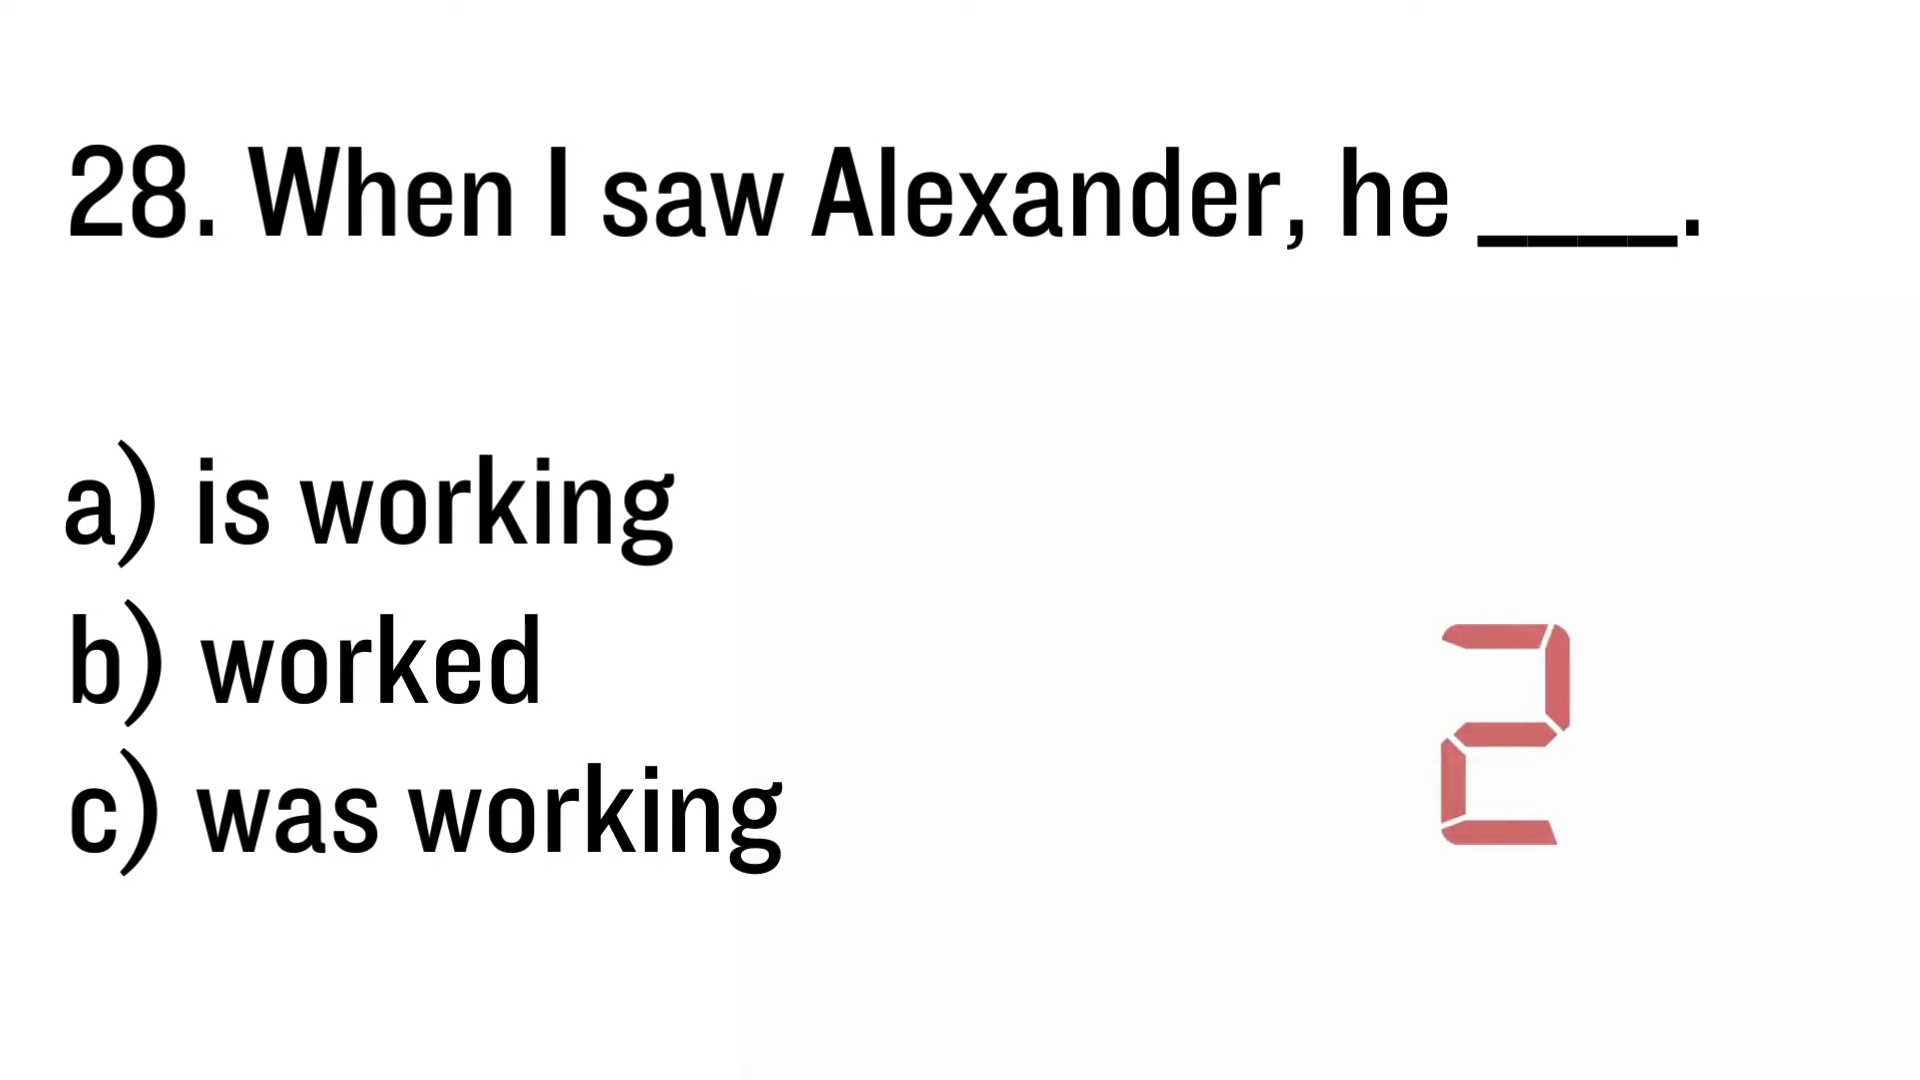 28. When I saw Alexander, he ____.
a) is working
b) worked
c) was working
2